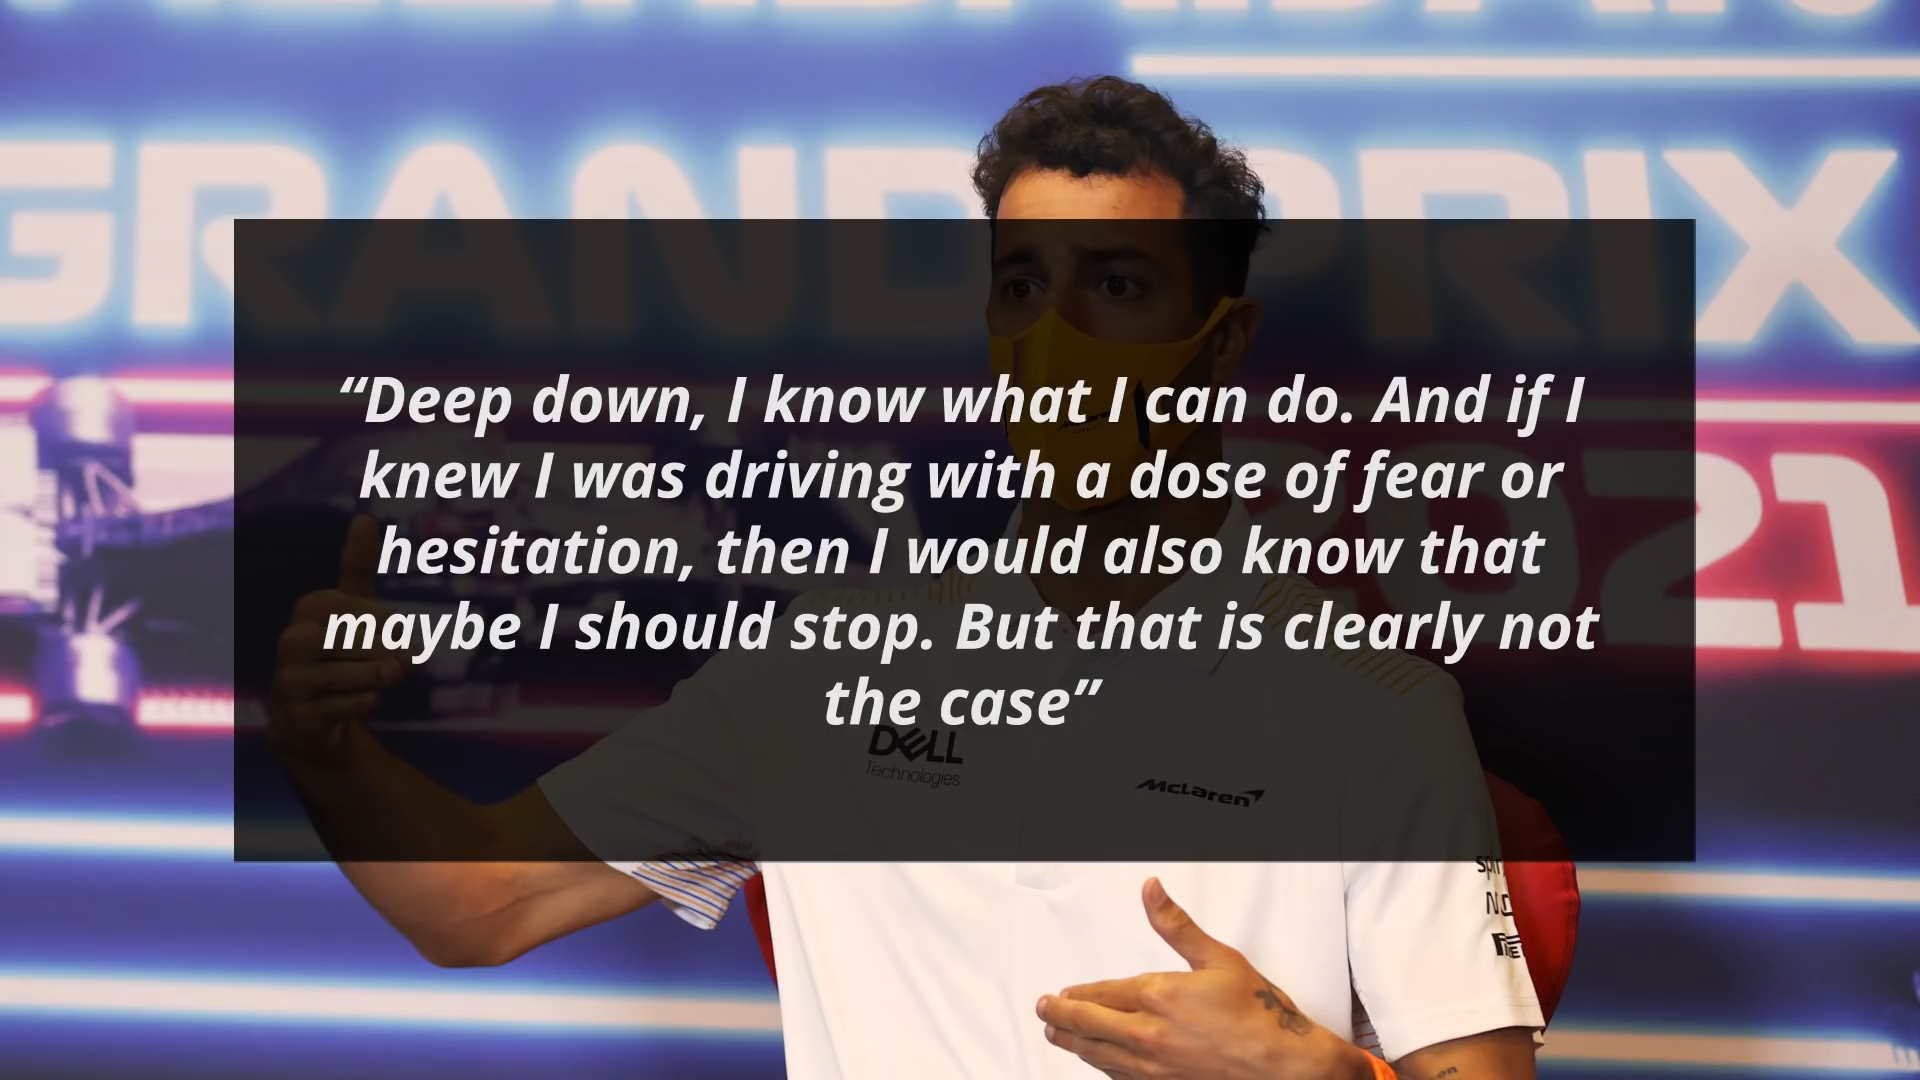 GRAND PRIX
2021
“Deep down, I know what I can do. And if I
knew I was driving with a dose of fear or
hesitation, then I would also know that
maybe I should stop. But that is clearly not
the case”
DELL
Technologies
McLaren